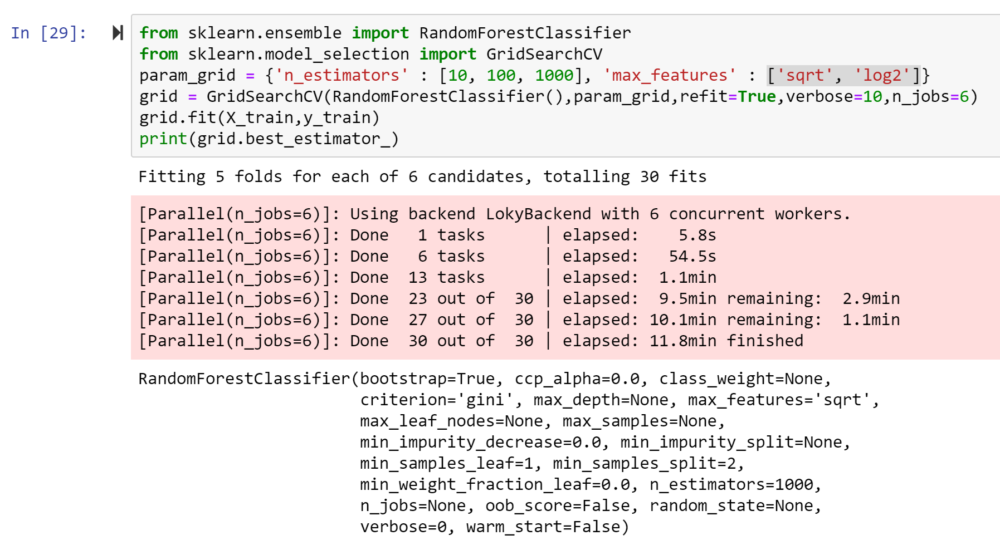 In [29]:
from sklearn.ensemble import RandomForestClassifier
from sklearn.model_selection import GridSearchCV
param_grid = {'n_estimators' : [10, 100, 1000], 'max_features' : ['sqrt', 'log2']}
grid = GridSearchCV(RandomForestClassifier(),param_grid,refit=True,verbose=10,n_jobs=6)
grid.fit(X_train,y_train)
print(grid.best_estimator_)
Fitting 5 folds for each of 6 candidates, totalling 30 fits
[Parallel(n_jobs=6)]: Using backend LokyBackend with 6 concurrent workers.
[Parallel(n_jobs=6)]: Done   1 tasks      | elapsed:    5.8s
[Parallel(n_jobs=6)]: Done   6 tasks      | elapsed:   54.5s
[Parallel(n_jobs=6)]: Done  13 tasks      | elapsed:  1.1min
[Parallel(n_jobs=6)]: Done  23 out of  30 | elapsed:  9.5min remaining:  2.9min
[Parallel(n_jobs=6)]: Done  27 out of  30 | elapsed: 10.1min remaining:  1.1min
[Parallel(n_jobs=6)]: Done  30 out of  30 | elapsed: 11.8min finished
RandomForestClassifier(bootstrap=True, ccp_alpha=0.0, class_weight=None,
                       criterion='gini', max_depth=None, max_features='sqrt',
                       max_leaf_nodes=None, max_samples=None,
                       min_impurity_decrease=0.0, min_impurity_split=None,
                       min_samples_leaf=1, min_samples_split=2,
                       min_weight_fraction_leaf=0.0, n_estimators=1000,
                       n_jobs=None, oob_score=False, random_state=None,
                       verbose=0, warm_start=False)